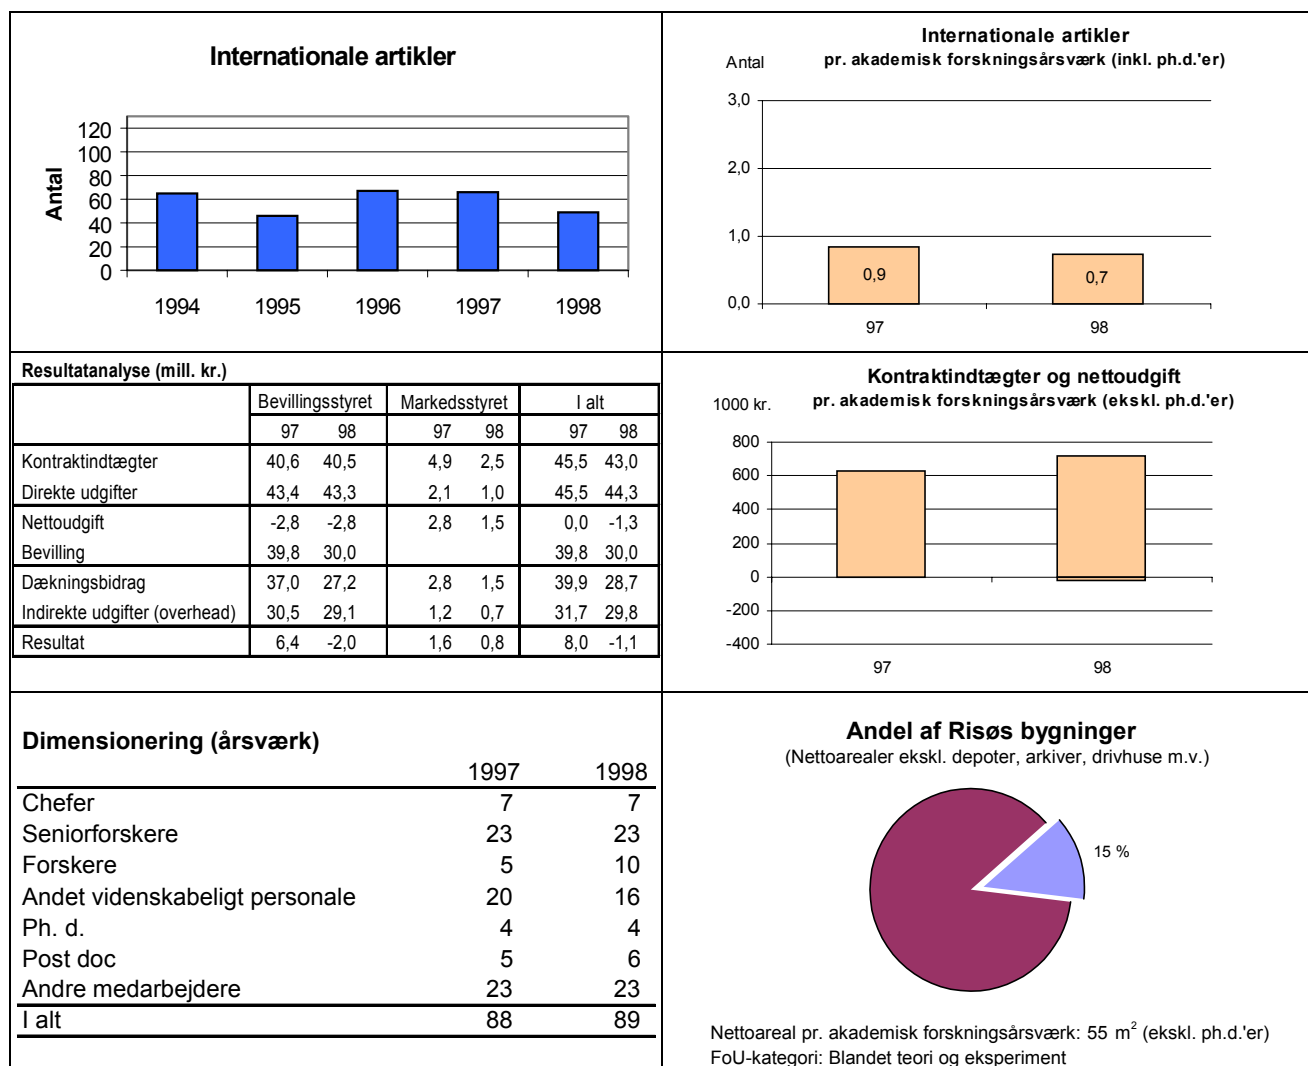 Internationale artikler
Antal
120
100
80
60
40
20
0
1994 1995 1996 1997 1998
Internationale artikler
Antal pr. akademisk forskningsårsværk (inkl. ph.d.'er)
3,0
2,0
1,0
0,0
0,9 0,7
97 98
Resultatanalyse (mill. kr.)
Bevillingsstyret Markedsstyret I alt
97 98 97 98 97 98
Kontraktindtægter 40,6 40,5 4,9 2,5 45,5 43,0
Direkte udgifter 43,4 43,3 2,1 1,0 45,5 44,3
Nettoudgift -2,8 -2,8 2,8 1,5 0,0 -1,3
Bevilling 39,8 30,0 39,8 30,0
Dækningsbidrag 37,0 27,2 2,8 1,5 39,9 28,7
Indirekte udgifter (overhead) 30,5 29,1 1,2 0,7 31,7 29,8
Resultat 6,4 -2,0 1,6 0,8 8,0 -1,1
Kontraktindtægter og nettoudgift
1000 kr. pr. akademisk forskningsårsværk (ekskl. ph.d.'er)
800
600
400
200
0
-200
-400
97 98
Dimensionering (årsværk)
1997 1998
Chefer 7 7
Seniorforskere 23 23
Forskere 5 10
Andet videnskabeligt personale 20 16
Ph. d. 4 4
Post doc 5 6
Andre medarbejdere 23 23
I alt 88 89
Andel af Risøs bygninger
(Nettoarealer ekskl. depoter, arkiver, drivhuse m.v.)
15 %
Nettoareal pr. akademisk forskningsårsværk: 55 m² (ekskl. ph.d.'er)
FoU-kategori: Blandet teori og eksperiment